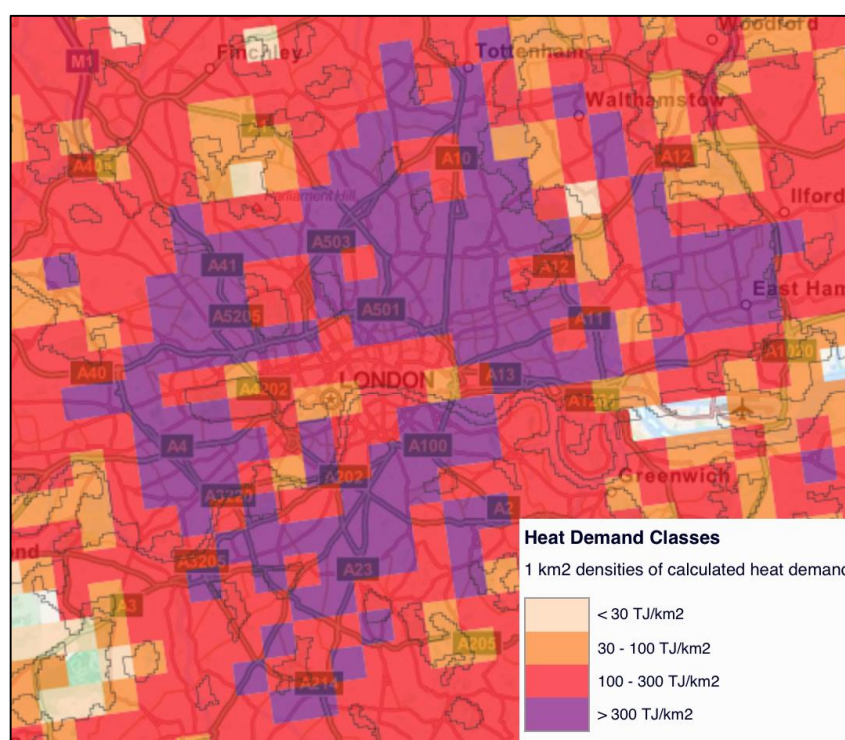 Woodford
Finchley
Tottenham
M1
Walthamstow
A1
A10
A12
Parliament Hill
Ilford
A503
A41
A12
East Ham
A5205
A501
A11
A40
A13
A1020
A4202
LONDON
A4
A100
A202
Greenwich
A3220
A2
A3205
A23
A3
A205
A214
Heat Demand Classes
1 km2 densities of calculated heat demand
< 30 TJ/km2
30 - 100 TJ/km2
100 - 300 TJ/km2
> 300 TJ/km2